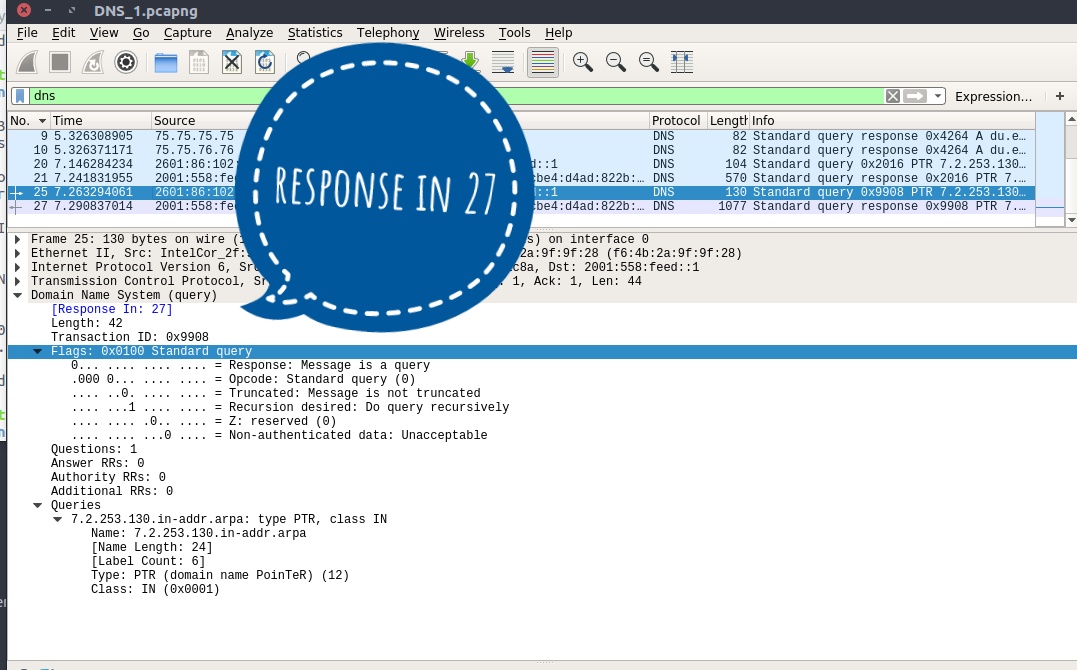 DNS_1.pcapng
File Edit View Go Capture Analyze Statistics Telephony Wireless Tools Help
dns Expression... +
No. Time Source Protocol Length Info
9 5.326308905 75.75.75.75 DNS 82 Standard query response 0x4264 A du.e…
10 5.326371171 75.75.76.76 DNS 82 Standard query response 0x4264 A du.e…
20 7.146284234 2601:86:102: d::1 DNS 104 Standard query 0x2016 PTR 7.2.253.130…
21 7.241831955 2001:558:fee cbe4:d4ad:822b:… DNS 570 Standard query response 0x2016 PTR 7.…
25 7.263294061 2601:86:102 d::1 DNS 130 Standard query 0x9908 PTR 7.2.253.130…
27 7.290837014 2001:558:fe :be4:d4ad:822b:… DNS 1077 Standard query response 0x9908 PTR 7.…
RESPONSE IN 27
Frame 25: 130 bytes on wire (1 s) on interface 0
Ethernet II, Src: IntelCor_2f: 2a:9f:9f:28 (f6:4b:2a:9f:9f:28)
Internet Protocol Version 6, Src c8a, Dst: 2001:558:feed::1
Transmission Control Protocol, Sr : 1, Ack: 1, Len: 44
Domain Name System (query)
[Response In: 27]
Length: 42
Transaction ID: 0x9908
Flags: 0x0100 Standard query
0... .... .... .... = Response: Message is a query
.000 0... .... .... = Opcode: Standard query (0)
.... ..0. .... .... = Truncated: Message is not truncated
.... ...1 .... .... = Recursion desired: Do query recursively
.... .... .0.. .... = Z: reserved (0)
.... .... ...0 .... = Non-authenticated data: Unacceptable
Questions: 1
Answer RRs: 0
Authority RRs: 0
Additional RRs: 0
Queries
7.2.253.130.in-addr.arpa: type PTR, class IN
Name: 7.2.253.130.in-addr.arpa
[Name Length: 24]
[Label Count: 6]
Type: PTR (domain name PoinTeR) (12)
Class: IN (0x0001)